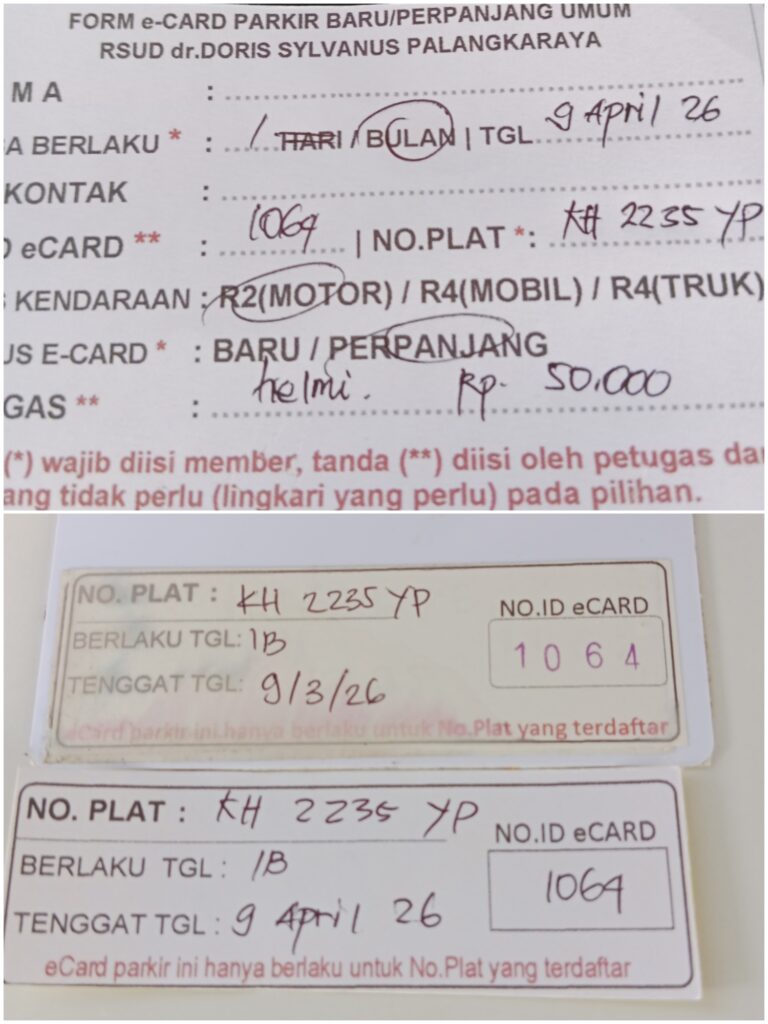 FORM e-CARD PARKIR BARU/PERPANJANG UMUM
RSUD dr.DORIS SYLVANUS PALANGKARAYA
M A : 
A BERLAKU * : 1 HARI / BULAN | TGL 9 April 26
KONTAK :
D eCARD ** : 1064 | NO.PLAT *: KH 2235 YP
KENDARAAN : R2(MOTOR) / R4(MOBIL) / R4(TRUK)
US E-CARD * : BARU / PERPANJANG
GAS ** : helmi. Rp. 50.000
(*) wajib diisi member, tanda (**) diisi oleh petugas da
ang tidak perlu (lingkari yang perlu) pada pilihan.
NO. PLAT : KH 2235 YP
BERLAKU TGL: 1B
TENGGAT TGL: 9/3/26
NO.ID eCARD
1064
eCard parkir ini hanya berlaku untuk No.Plat yang terdaftar
NO. PLAT : KH 2235 YP
BERLAKU TGL : 1B
TENGGAT TGL : 9 April 26
NO.ID eCARD
1064
eCard parkir ini hanya berlaku untuk No.Plat yang terdaftar